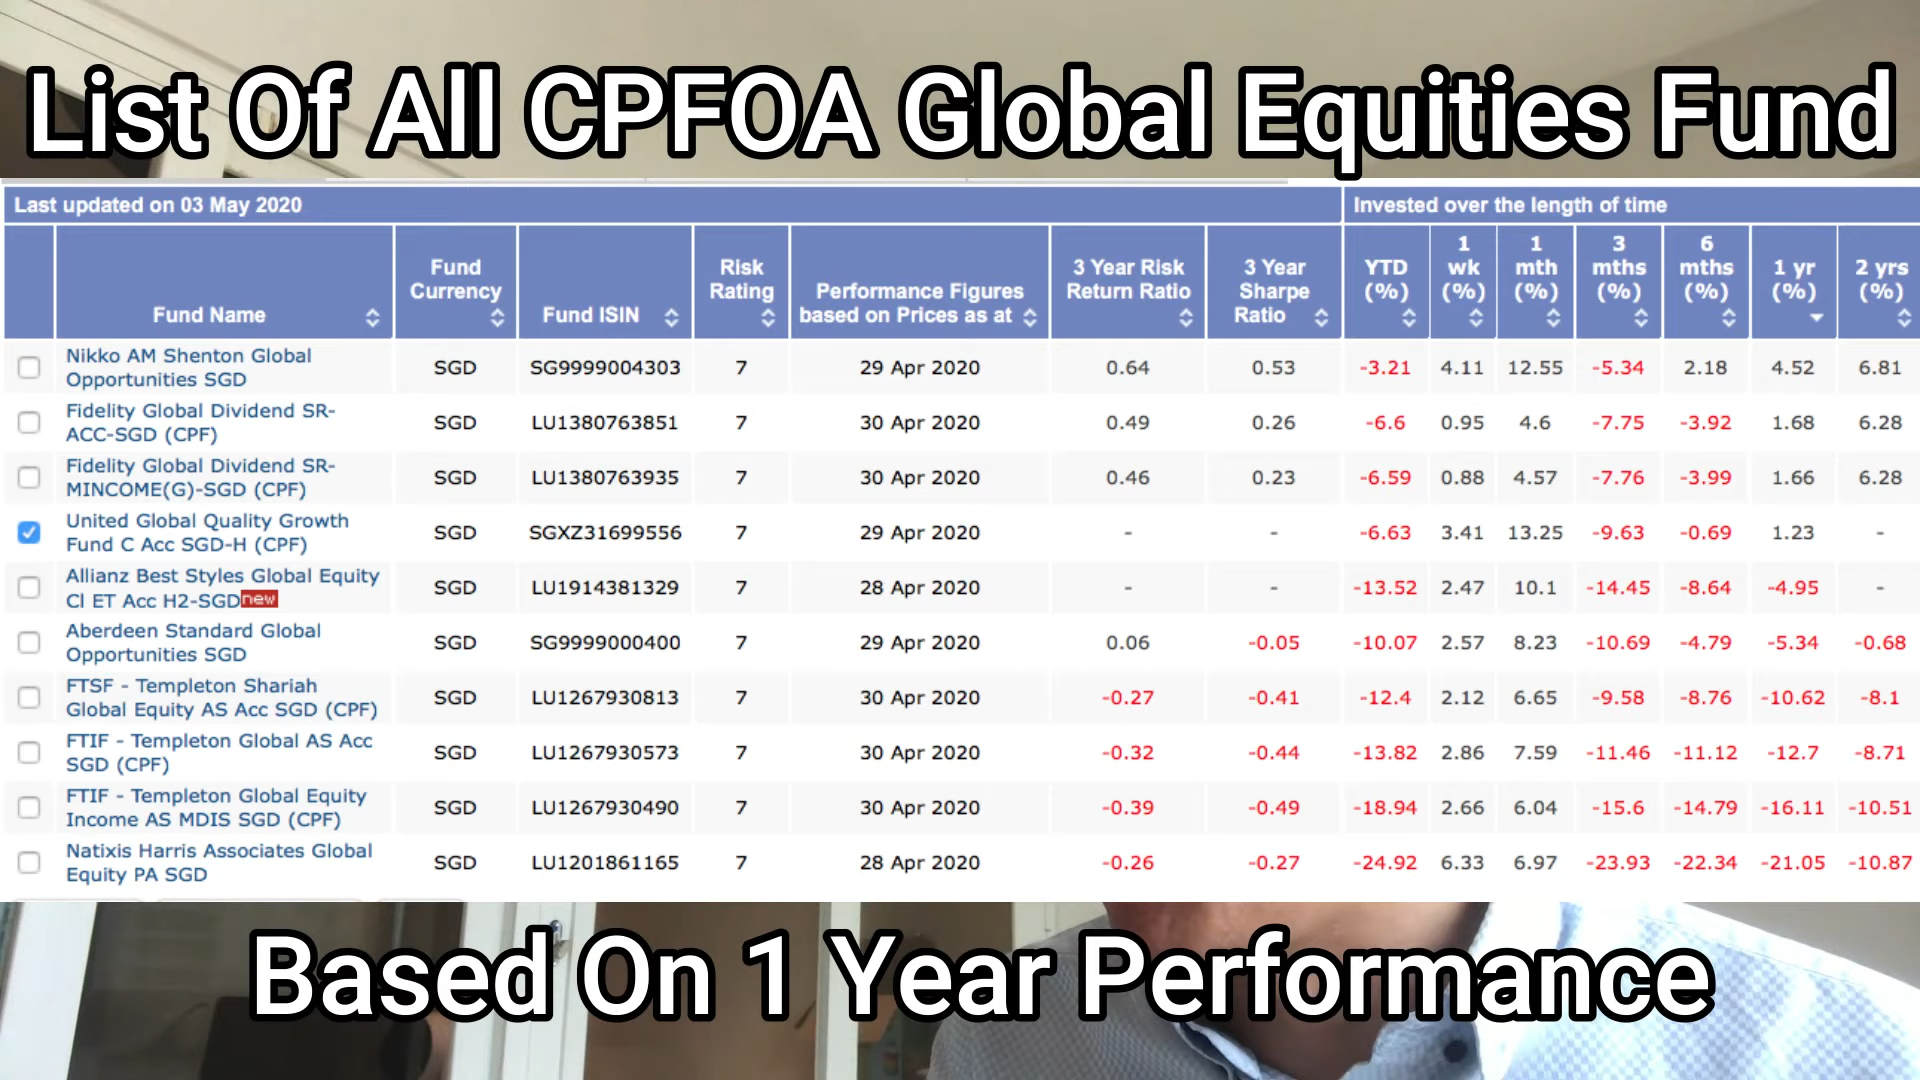 List Of All CPFOA Global Equities Fund
Last updated on 03 May 2020 Invested over the length of time
Fund Name Fund Currency Fund ISIN Risk Rating Performance Figures based on Prices as at 3 Year Risk Return Ratio 3 Year Sharpe Ratio YTD (%) 1 wk (%) 1 mth (%) 3 mths (%) 6 mths (%) 1 yr (%) 2 yrs (%)
Nikko AM Shenton Global
Opportunities SGD SGD SG9999004303 7 29 Apr 2020 0.64 0.53 -3.21 4.11 12.55 -5.34 2.18 4.52 6.81
Fidelity Global Dividend SR-
ACC-SGD (CPF) SGD LU1380763851 7 30 Apr 2020 0.49 0.26 -6.6 0.95 4.6 -7.75 -3.92 1.68 6.28
Fidelity Global Dividend SR-
MINCOME(G)-SGD (CPF) SGD LU1380763935 7 30 Apr 2020 0.46 0.23 -6.59 0.88 4.57 -7.76 -3.99 1.66 6.28
United Global Quality Growth
Fund C Acc SGD-H (CPF) SGD SGXZ31699556 7 29 Apr 2020 - - -6.63 3.41 13.25 -9.63 -0.69 1.23 -
Allianz Best Styles Global Equity
Cl ET Acc H2-SGD new SGD LU1914381329 7 28 Apr 2020 - - -13.52 2.47 10.1 -14.45 -8.64 -4.95 -
Aberdeen Standard Global
Opportunities SGD SGD SG9999000400 7 29 Apr 2020 0.06 -0.05 -10.07 2.57 8.23 -10.69 -4.79 -5.34 -0.68
FTSF - Templeton Shariah
Global Equity AS Acc SGD (CPF) SGD LU1267930813 7 30 Apr 2020 -0.27 -0.41 -12.4 2.12 6.65 -9.58 -8.76 -10.62 -8.1
FTIF - Templeton Global AS Acc
SGD (CPF) SGD LU1267930573 7 30 Apr 2020 -0.32 -0.44 -13.82 2.86 7.59 -11.46 -11.12 -12.7 -8.71
FTIF - Templeton Global Equity
Income AS MDIS SGD (CPF) SGD LU1267930490 7 30 Apr 2020 -0.39 -0.49 -18.94 2.66 6.04 -15.6 -14.79 -16.11 -10.51
Natixis Harris Associates Global
Equity PA SGD SGD LU1201861165 7 28 Apr 2020 -0.26 -0.27 -24.92 6.33 6.97 -23.93 -22.34 -21.05 -10.87
Based On 1 Year Performance